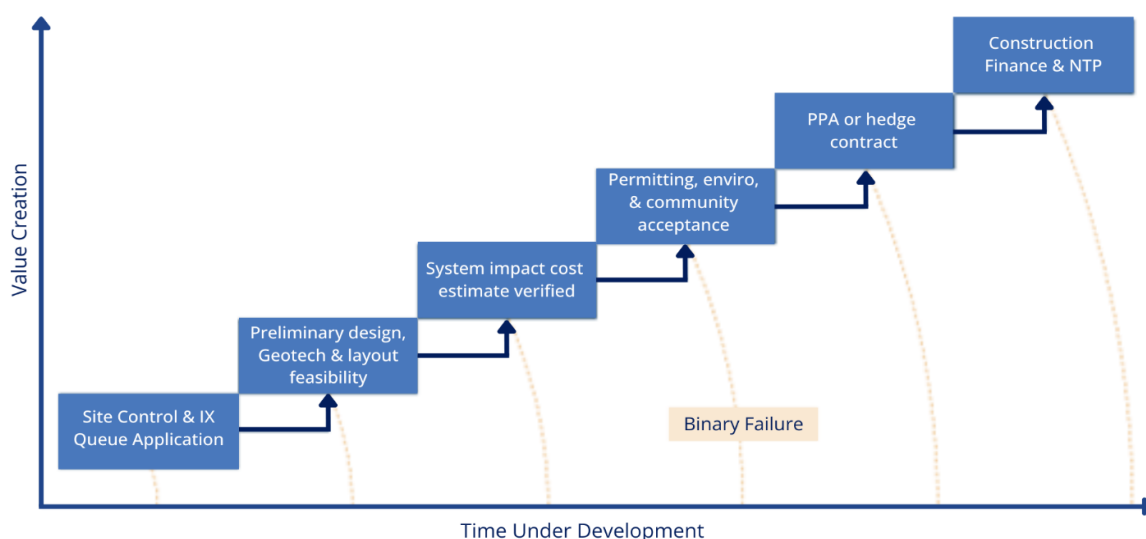 Construction
Finance & NTP
PPA or hedge
contract
Permitting, enviro,
& community
acceptance
System impact cost
estimate verified
Preliminary design,
Geotech & layout
feasibility
Site Control & IX
Queue Application
Binary Failure
Value Creation
Time Under Development